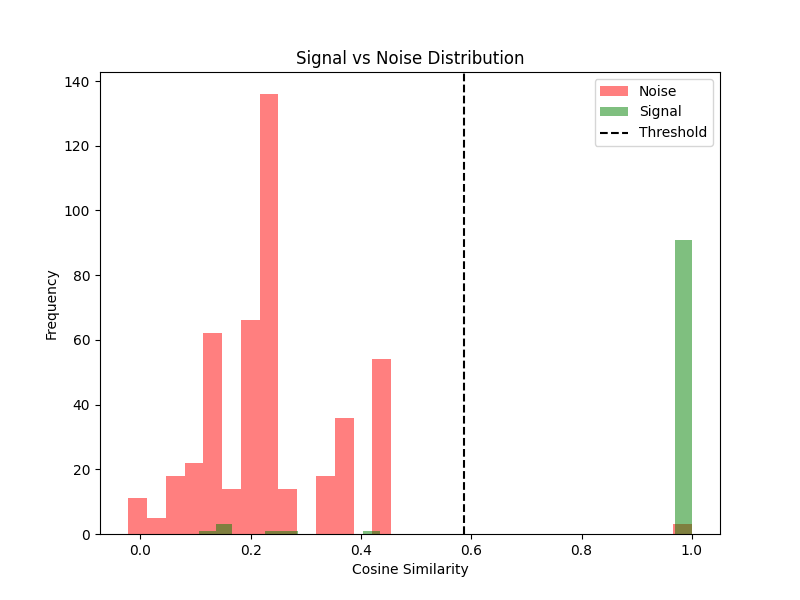 Signal vs Noise Distribution
140
120
100
80
60
40
20
0
Frequency
0.0 0.2 0.4 0.6 0.8 1.0
Cosine Similarity
Noise
Signal
Threshold